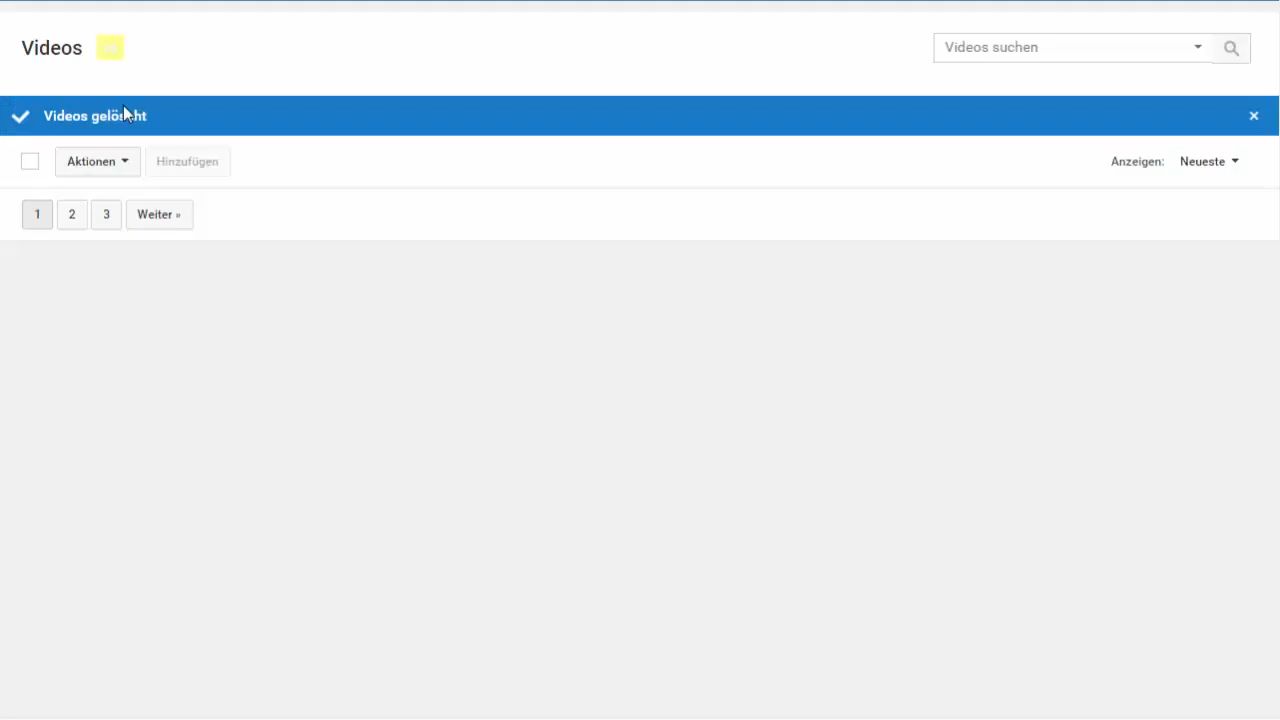 Videos
Videos suchen
Videos gelöscht
Aktionen Hinzufügen
Anzeigen: Neueste
1 2 3 Weiter »